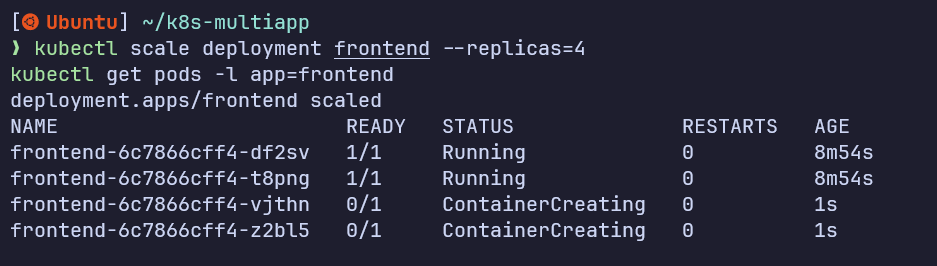 [ Ubuntu] ~/k8s-multiapp
❯ kubectl scale deployment frontend --replicas=4
kubectl get pods -l app=frontend
deployment.apps/frontend scaled
NAME                        READY   STATUS              RESTARTS   AGE
frontend-6c7866cff4-df2sv   1/1     Running             0          8m54s
frontend-6c7866cff4-t8png   1/1     Running             0          8m54s
frontend-6c7866cff4-vjthn   0/1     ContainerCreating   0          1s
frontend-6c7866cff4-z2bl5   0/1     ContainerCreating   0          1s